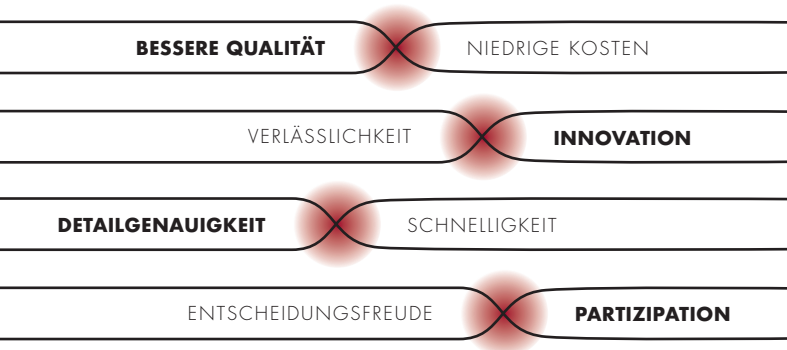 BESSERE QUALITÄT NIEDRIGE KOSTEN
VERLÄSSLICHKEIT INNOVATION
DETAILGENAUIGKEIT SCHNELLIGKEIT
ENTSCHEIDUNGSFREUDE PARTIZIPATION